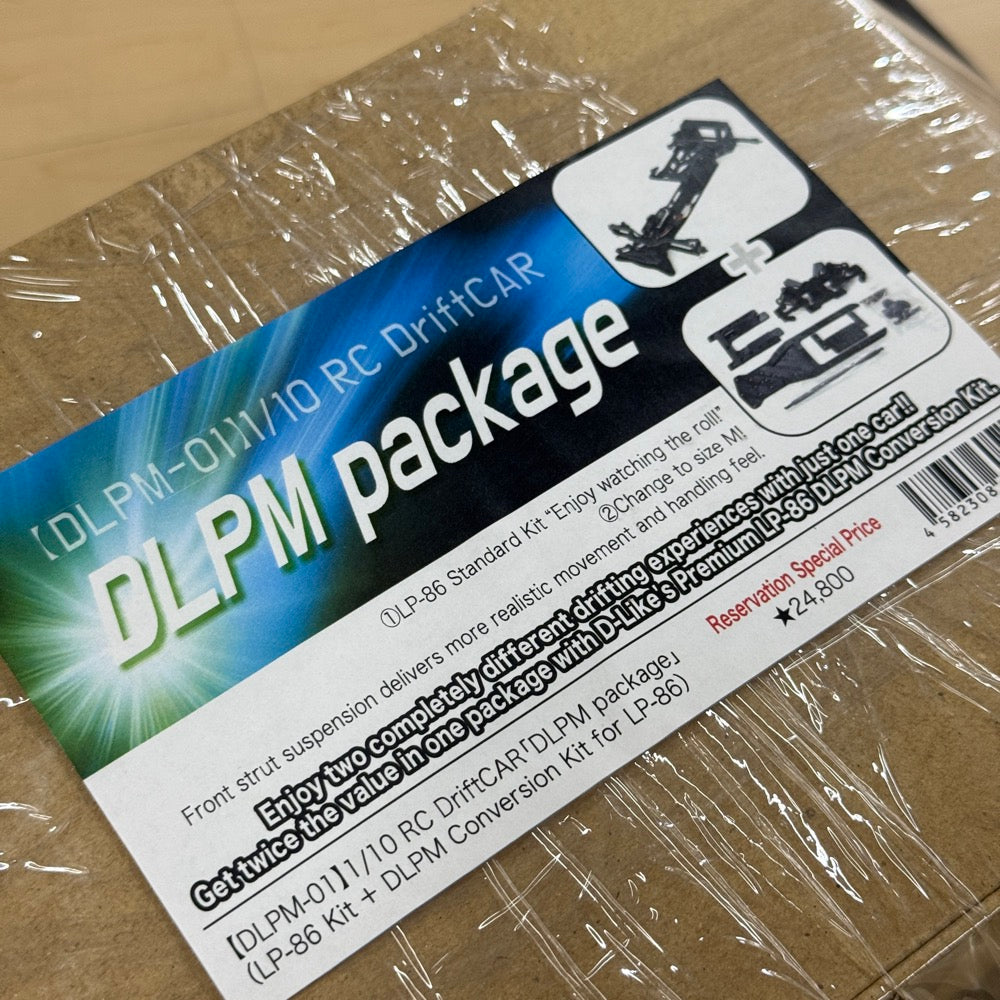 【DLPM-01】1/10 RC DriftCAR
DLPM package
①LP-86 Standard Kit "Enjoy watching the roll!"
②Change to size M!
Front strut suspension delivers more realistic movement and handling feel.
Enjoy two completely different drifting experiences with just one car!!
Get twice the value in one package with D-Like's Premium LP-86 DLPM Conversion Kit.
【DLPM-01】1/10 RC DriftCAR「DLPM package」
(LP-86 Kit + DLPM Conversion Kit for LP-86)
Reservation Special Price
★24,800
4 582308